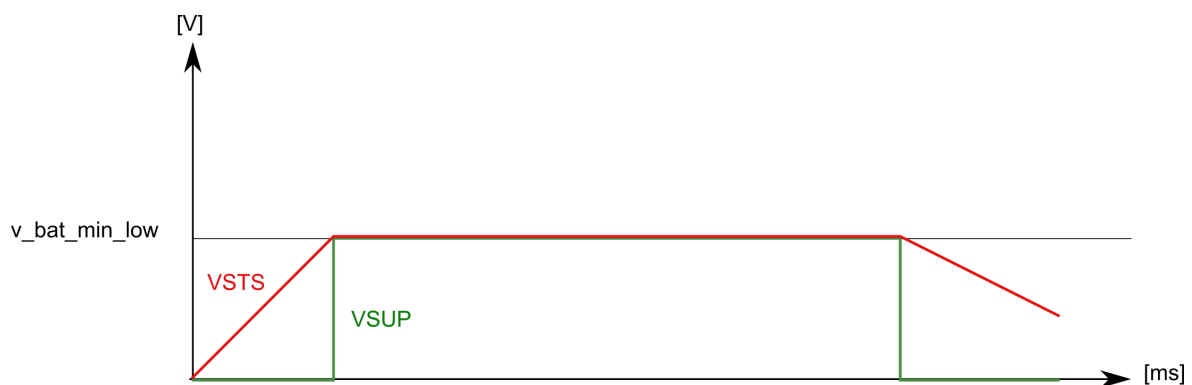 [V]
v_bat_min_low
VSTS
VSUP
[ms]